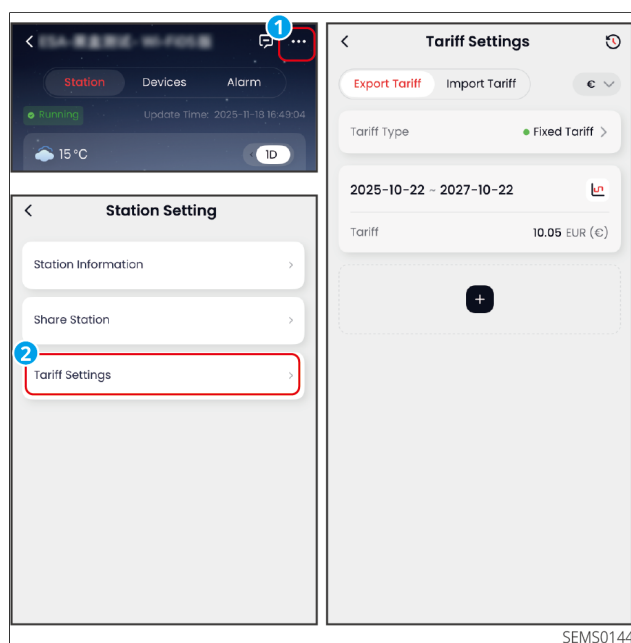 1
Station Devices Alarm
Running Update Time: 2025-11-18 16:49:04
15°C 1D
Station Setting
Station Information
Share Station
2
Tariff Settings
Tariff Settings
Export Tariff Import Tariff €
Tariff Type Fixed Tariff
2025-10-22 ~ 2027-10-22
Tariff 10.05 EUR (€)
SEMS0144